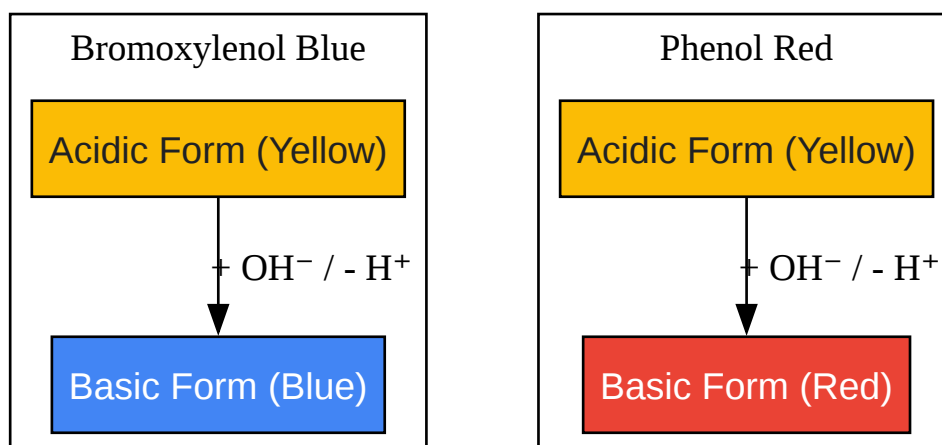 Bromoxylenol Blue
Acidic Form (Yellow)
+ OH⁻ / - H⁺
Basic Form (Blue)
Phenol Red
Acidic Form (Yellow)
+ OH⁻ / - H⁺
Basic Form (Red)